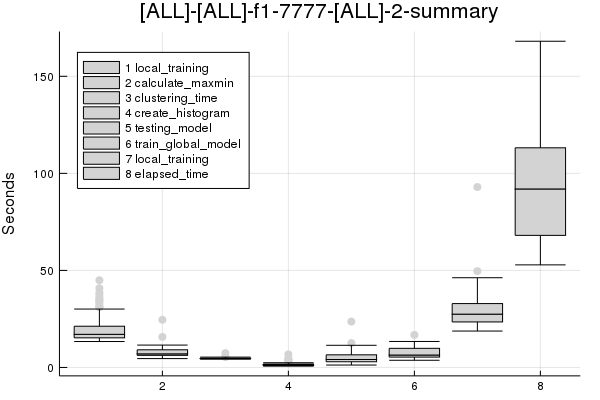 [ALL]-[ALL]-f1-7777-[ALL]-2-summary
1 local_training
2 calculate_maxmin
3 clustering_time
4 create_histogram
5 testing_model
6 train_global_model
7 local_training
8 elapsed_time
Seconds
150
100
50
0
2
4
6
8